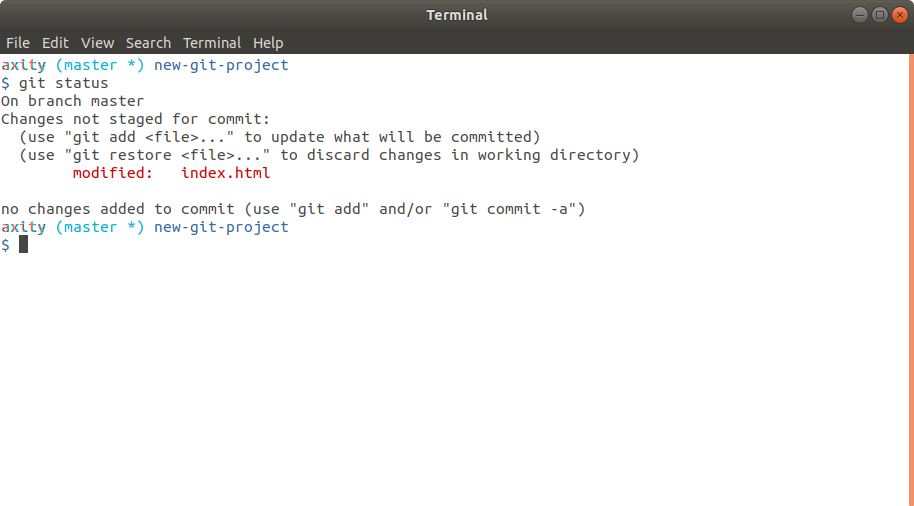 Terminal
File Edit View Search Terminal Help
axity (master *) new-git-project
$ git status
On branch master
Changes not staged for commit:
  (use "git add <file>..." to update what will be committed)
  (use "git restore <file>..." to discard changes in working directory)
        modified:   index.html
no changes added to commit (use "git add" and/or "git commit -a")
axity (master *) new-git-project
$